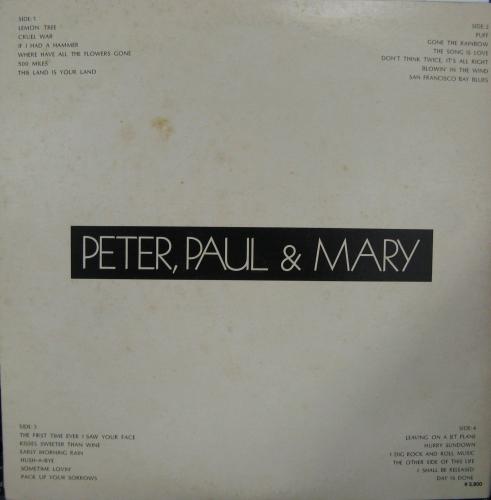 SIDE: 1
LEMON TREE
CRUEL WAR
IF I HAD A HAMMER
WHERE HAVE ALL THE FLOWERS GONE
500 MILES
THIS LAND IS YOUR LAND
SIDE: 2
PUFF
GONE THE RAINBOW
THE SONG IS LOVE
DON'T THINK TWICE, IT'S ALL RIGHT
BLOWIN' IN THE WIND
SAN FRANCISCO BAY BLUES
PETER, PAUL & MARY
SIDE: 3
THE FIRST TIME EVER I SAW YOUR FACE
KISSES SWEETER THAN WINE
EARLY MORNING RAIN
HUSH-A-BYE
SOMETIME LOVIN'
PACK UP YOUR SORROWS
SIDE: 4
LEAVING ON A JET PLANE
HURRY SUNDOWN
I DIG ROCK AND ROLL MUSIC
THE OTHER SIDE OF THIS LIFE
I SHALL BE RELEASED
DAY IS DONE
¥ 3,800